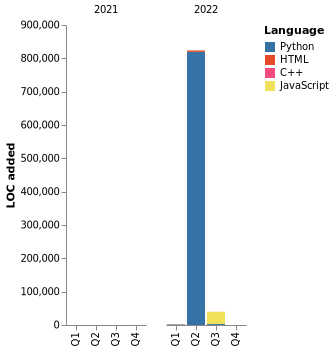 2021 2022
900,000
800,000
700,000
600,000
500,000
400,000
300,000
200,000
100,000
0
LOC added
Q1 Q2 Q3 Q4 Q1 Q2 Q3 Q4
Language
Python
HTML
C++
JavaScript